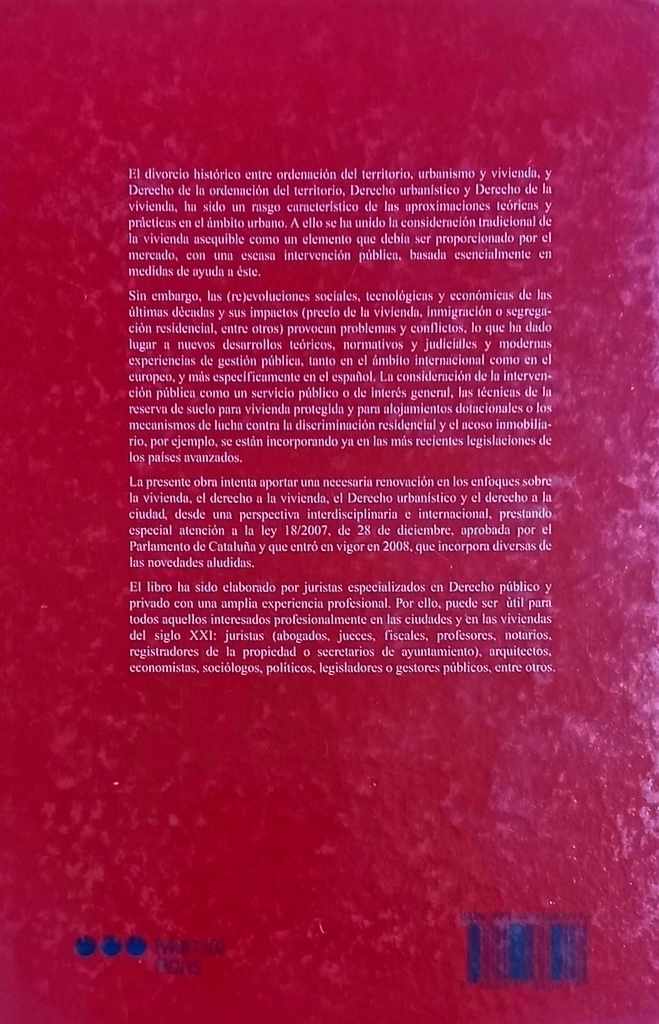 El divorcio histórico entre ordenación del territorio, urbanismo y vivienda, y
Derecho de la ordenación del territorio, Derecho urbanístico y Derecho de la
vivienda, ha sido un rasgo característico de las aproximaciones teóricas y
prácticas en el ámbito urbano. A ello se ha unído la consideración tradicional de
la vivienda asequible como un elemento que debía ser proporcionado por el
mercado, con una escasa intervención pública, basada esencialmente en
medidas de ayuda a éste.
Sin embargo, las (re)evoluciones sociales, tecnológicas y económicas de las
últimas décadas y sus impactos (precio de la vivienda, inmigración o segrega-
ción residencial, entre otros) provocan problemas y conflictos, lo que ha dado
lugar a nuevos desarrollos teóricos, normativos y judiciales y modernas
experiencias de gestión pública, tanto en el ámbito internacional como en el
europeo, y más específicamente en el español. La consideración de la interven-
ción pública como un servicio público o de interés general, las técnicas de la
reserva de suelo para vivienda protegida y para alojamientos dotacionales o los
mecanismos de lucha contra la discriminación residencial y el acoso inmobilia-
rio, por ejemplo, se están incorporando ya en las más recientes legislaciones de
los países avanzados.
La presente obra intenta aportar una necesaria renovación en los enfoques sobre
la vivienda, el derecho a la vivienda, el Derecho urbanístico y el derecho a la
ciudad, desde una perspectiva interdisciplinaria e internacional, prestando
especial atención a la ley 18/2007, de 28 de diciembre, aprobada por el
Parlamento de Cataluña y que entró en vigor en 2008, que incorpora diversas de
las novedades aludidas.
El libro ha sido elaborado por juristas especializados en Derecho público y
privado con una amplia experiencia profesional. Por ello, puede ser útil para
todos aquellos interesados profesionalmente en las ciudades y en las viviendas
del siglo XXI: juristas (abogados, jueces, fiscales, profesores, notarios,
registradores de la propiedad o secretarios de ayuntamiento), arquitectos,
economistas, sociólogos, políticos, legisladores o gestores públicos, entre otros.
Marcial
Pons